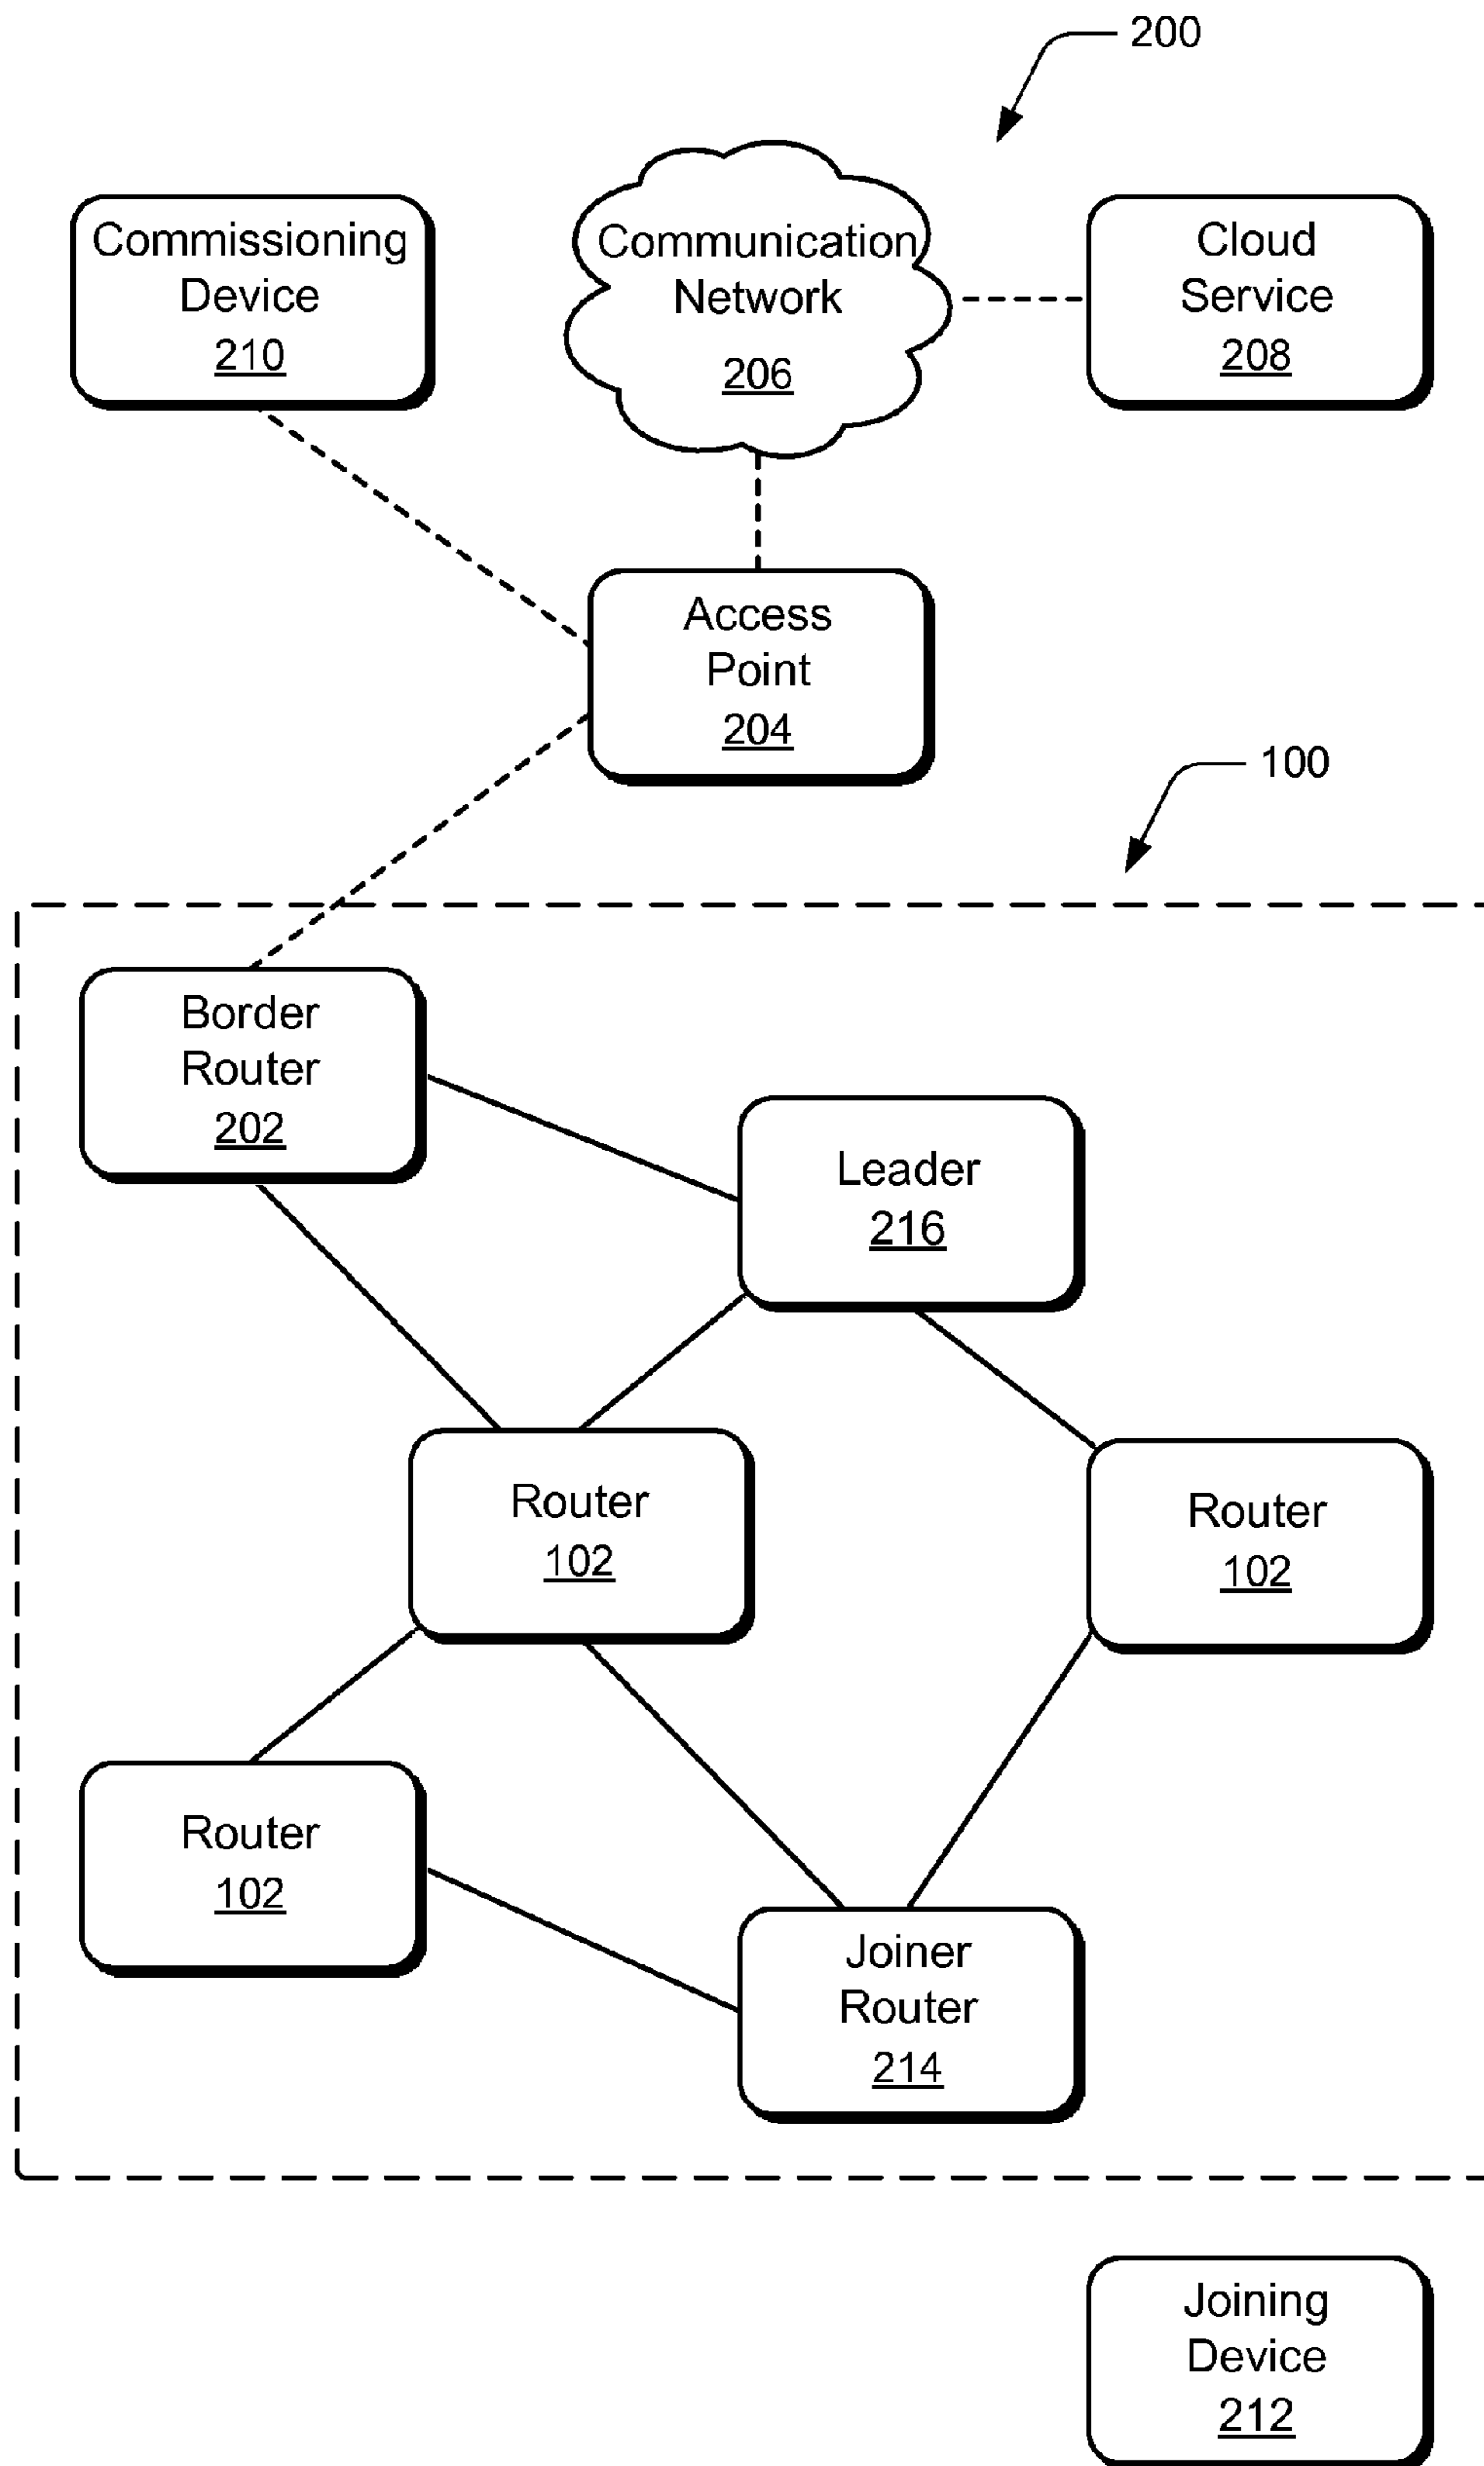 200
Commissioning
Device
210
Communication
Network
206
Cloud
Service
208
Access
Point
204
100
Border
Router
202
Leader
216
Router
102
Router
102
Router
102
Joiner
Router
214
Joining
Device
212